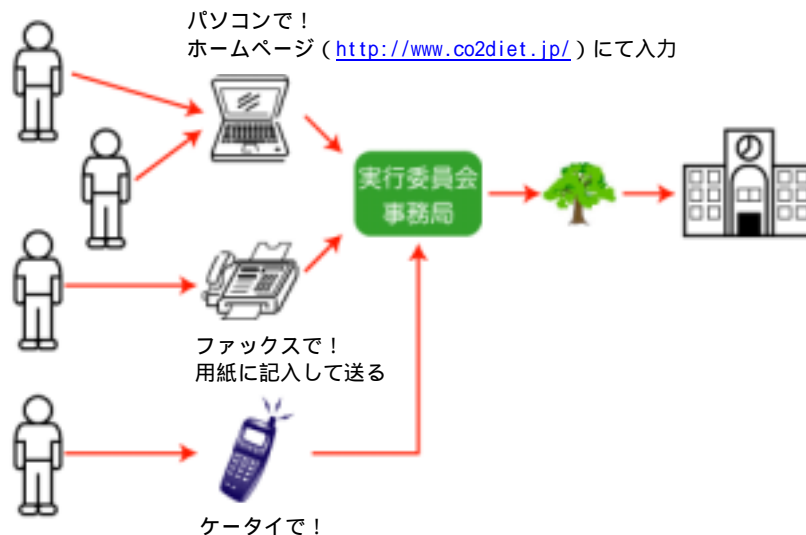 パソコンで！
ホームページ（http://www.co2diet.jp/）にて入力
実行委員会
事務局
ファックスで！
用紙に記入して送る
ケータイで！